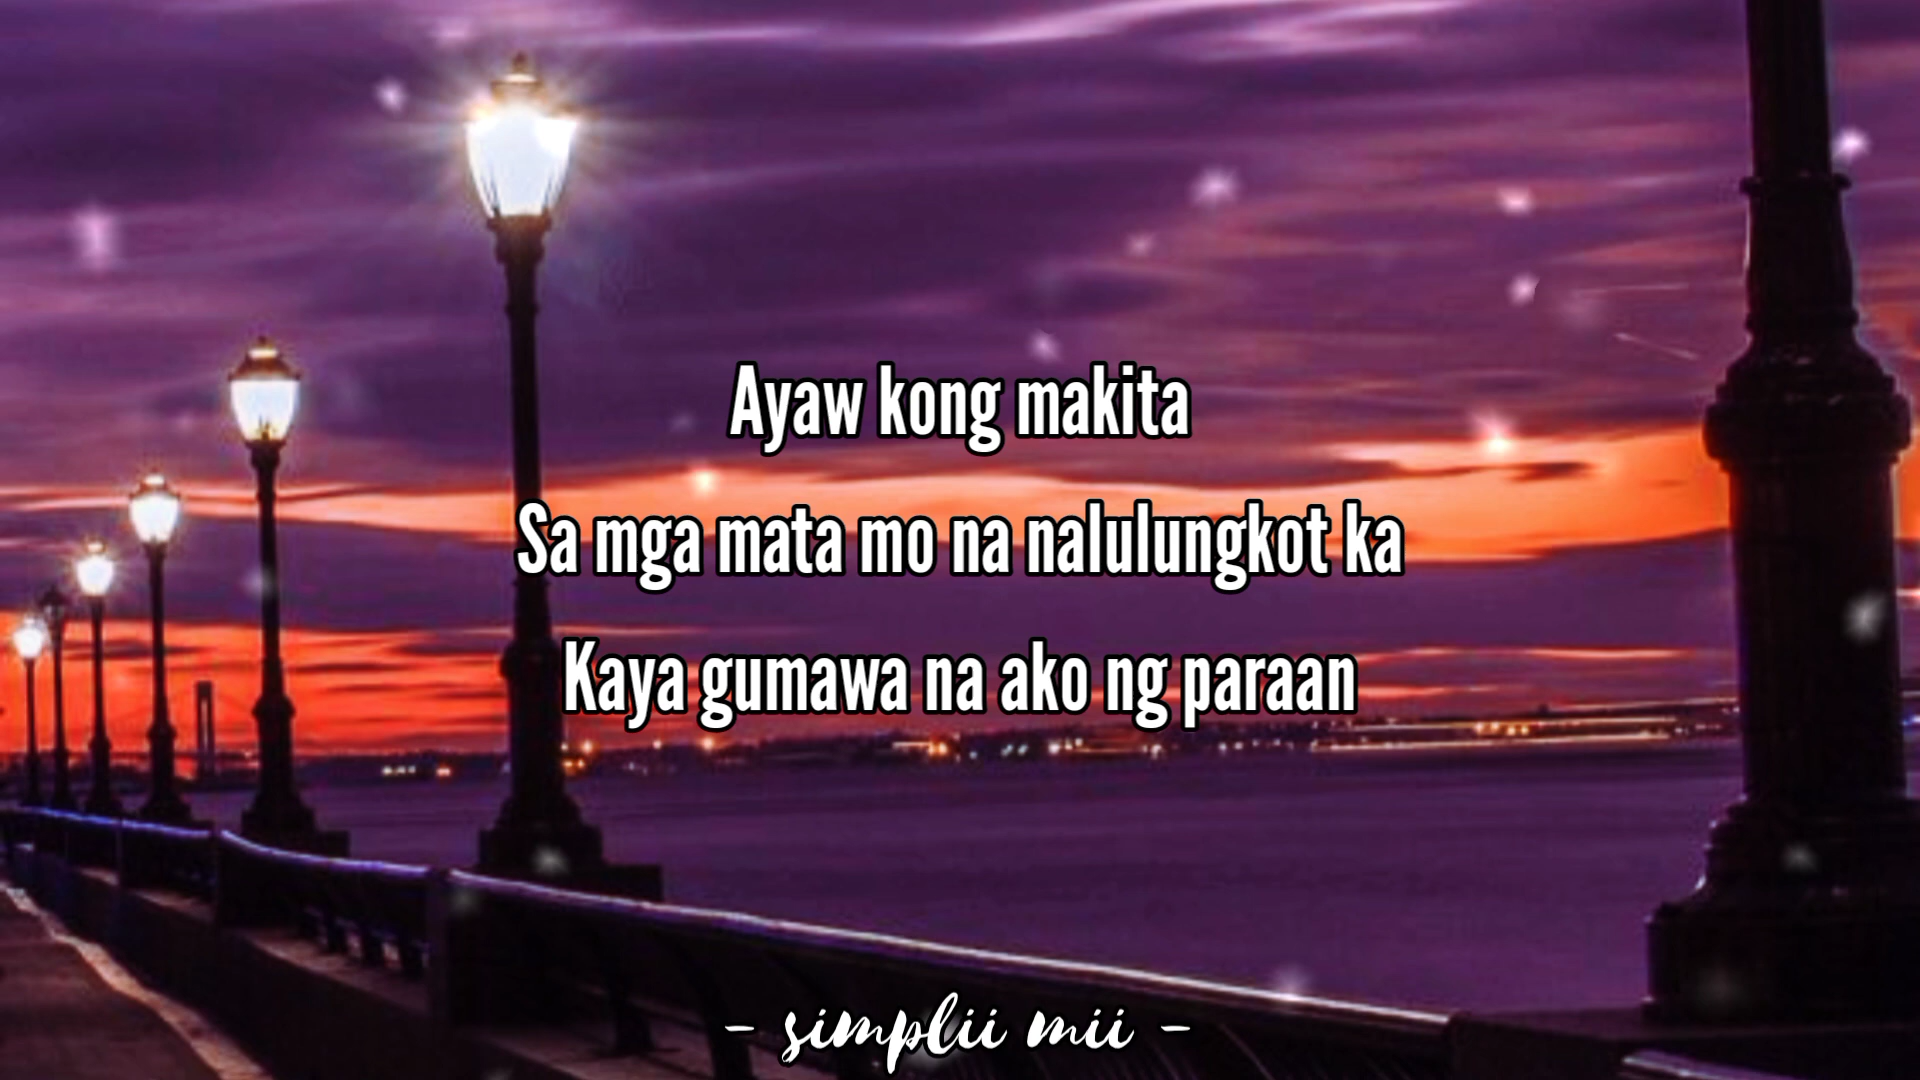 Ayaw kong makita
Sa mga mata mo na nalulungkot ka
Kaya gumawa na ako ng paraan
- simplii mii -